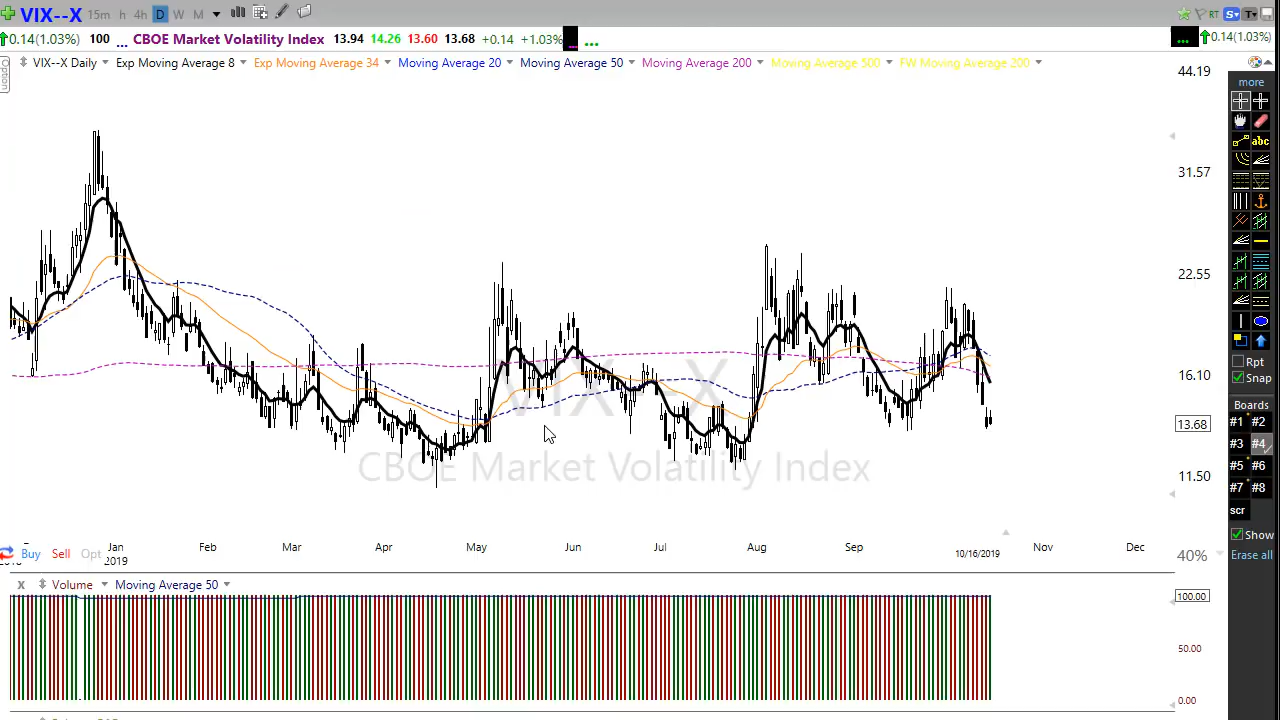 VIX--X 15m h 4h D W M RT S T
0.14(1.03%) 100 ... CBOE Market Volatility Index 13.94 14.26 13.60 13.68 +0.14 +1.03% ... ... ... 0.14(1.03%)
Option VIX--X Daily Exp Moving Average 8 Exp Moving Average 34 Moving Average 20 Moving Average 50 Moving Average 200 Moving Average 500 FW Moving Average 200
44.19
more
abc
31.57
22.55
Rpt
16.10
Snap
VIX--X
Boards
13.68
#1 #2
#3 #4
CBOE Market Volatility Index
#5 #6
11.50
#7 #8
scr
Show
Jan Feb Mar Apr May Jun Jul Aug Sep 10/16/2019 Nov Dec
2019
Buy Sell Opt
40% Erase all
X Volume Moving Average 50
100.00
50.00
0.00